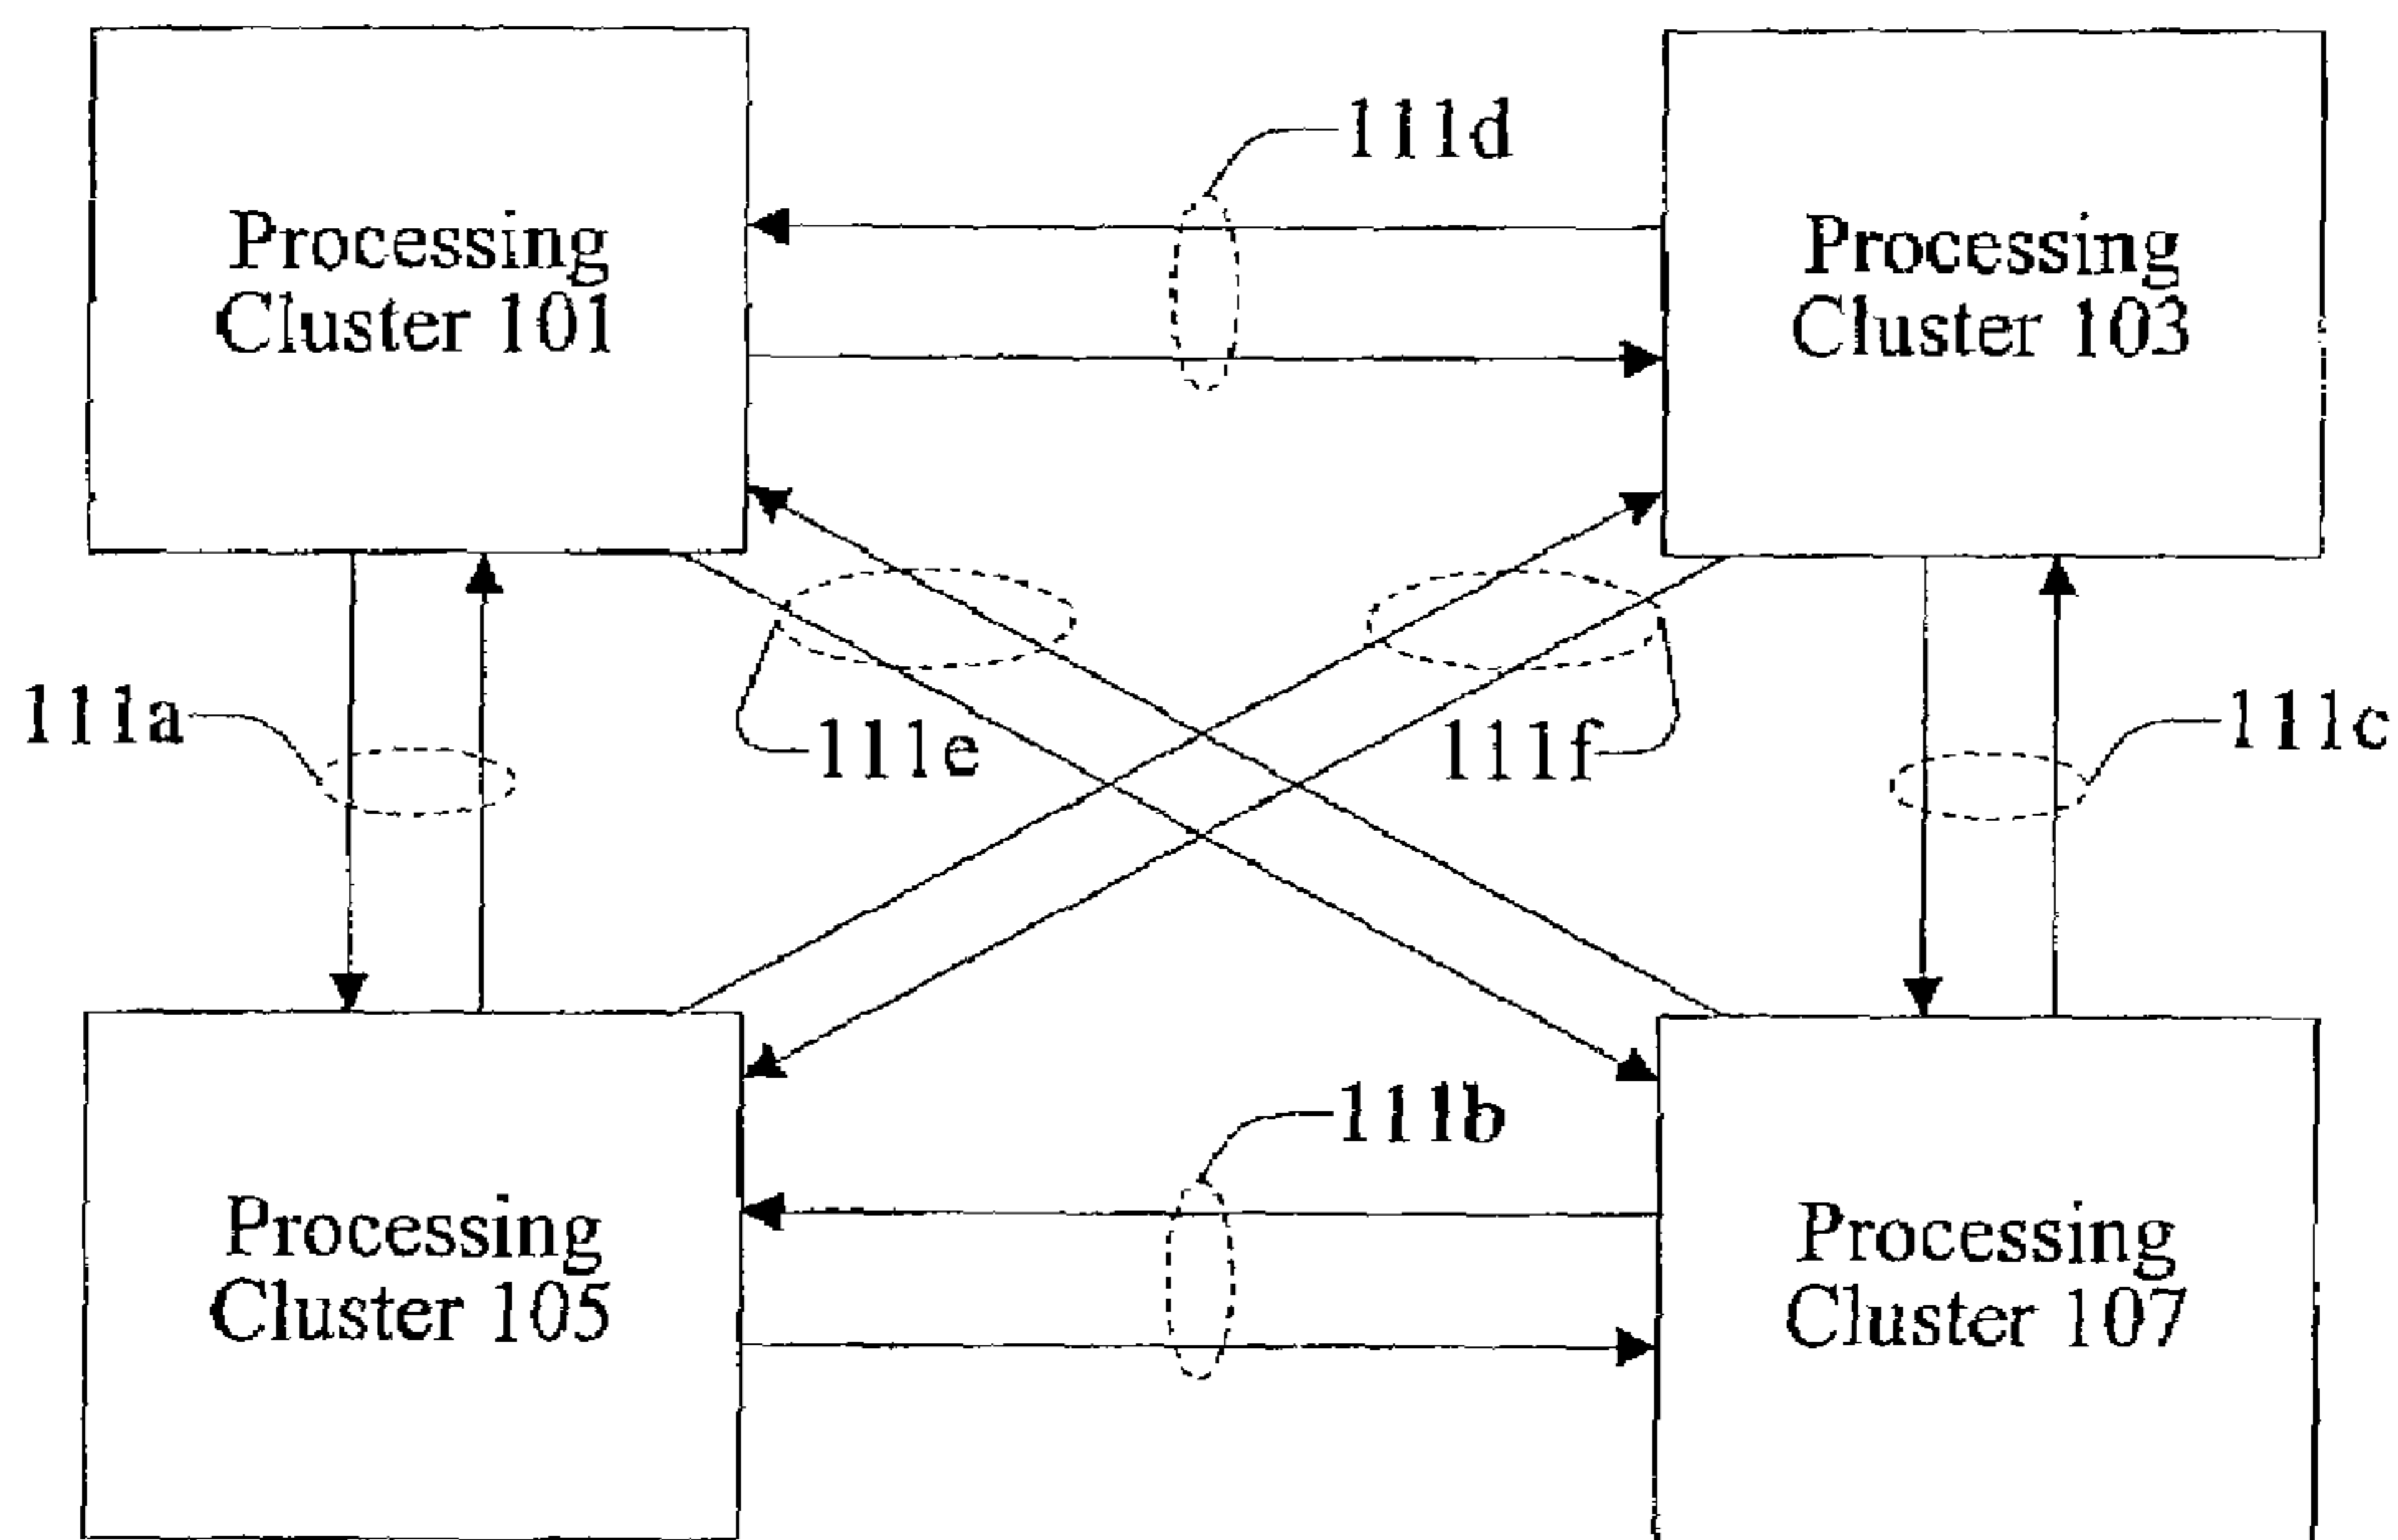 111d
Processing
Cluster 101
Processing
Cluster 103
111a
111e
111f
111c
111b
Processing
Cluster 105
Processing
Cluster 107